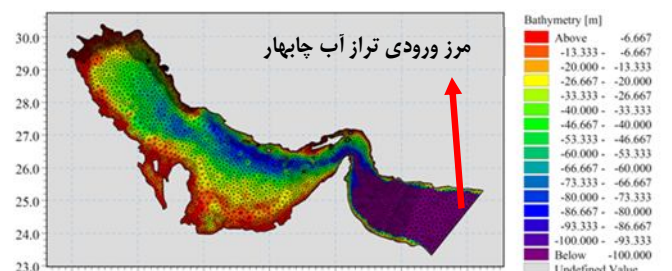 مرز ورودی تراز آب چابهار
30.0
29.0
28.0
27.0
26.0
25.0
24.0
23.0
Bathymetry [m]
Above -6.667
-13.333 - -6.667
-20.000 - -13.333
-26.667 - -20.000
-33.333 - -26.667
-40.000 - -33.333
-46.667 - -40.000
-53.333 - -46.667
-60.000 - -53.333
-66.667 - -60.000
-73.333 - -66.667
-80.000 - -73.333
-86.667 - -80.000
-93.333 - -86.667
-100.000 - -93.333
Below -100.000
Undefined Value